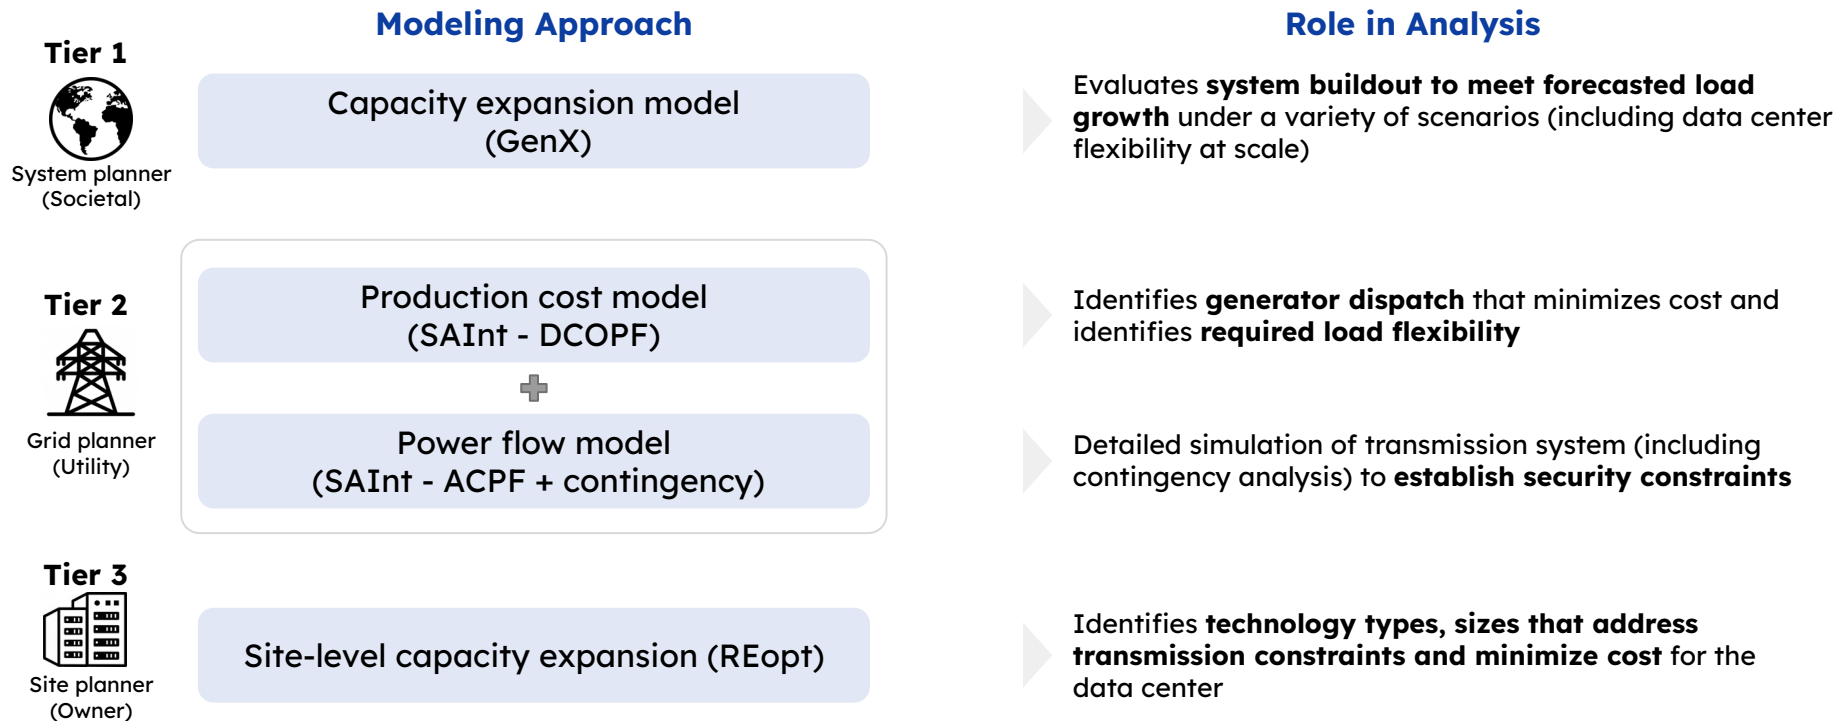 Modeling Approach
Role in Analysis
Tier 1
System planner
(Societal)
Capacity expansion model
(GenX)
Evaluates system buildout to meet forecasted load
growth under a variety of scenarios (including data center
flexibility at scale)
Tier 2
Grid planner
(Utility)
Production cost model
(SAInt - DCOPF)
Identifies generator dispatch that minimizes cost and
identifies required load flexibility
Power flow model
(SAInt - ACPF + contingency)
Detailed simulation of transmission system (including
contingency analysis) to establish security constraints
Tier 3
Site planner
(Owner)
Site-level capacity expansion (REopt)
Identifies technology types, sizes that address
transmission constraints and minimize cost for the
data center